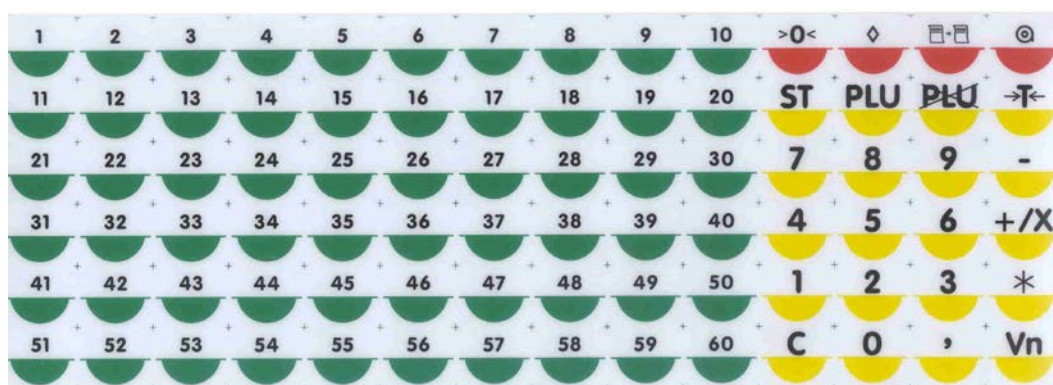 1 2 3 4 5 6 7 8 9 10 >0<
11 12 13 14 15 16 17 18 19 20 ST PLU PLU →T←
21 22 23 24 25 26 27 28 29 30 7 8 9 -
31 32 33 34 35 36 37 38 39 40 4 5 6 +/X
41 42 43 44 45 46 47 48 49 50 1 2 3 *
51 52 53 54 55 56 57 58 59 60 C 0 , Vn